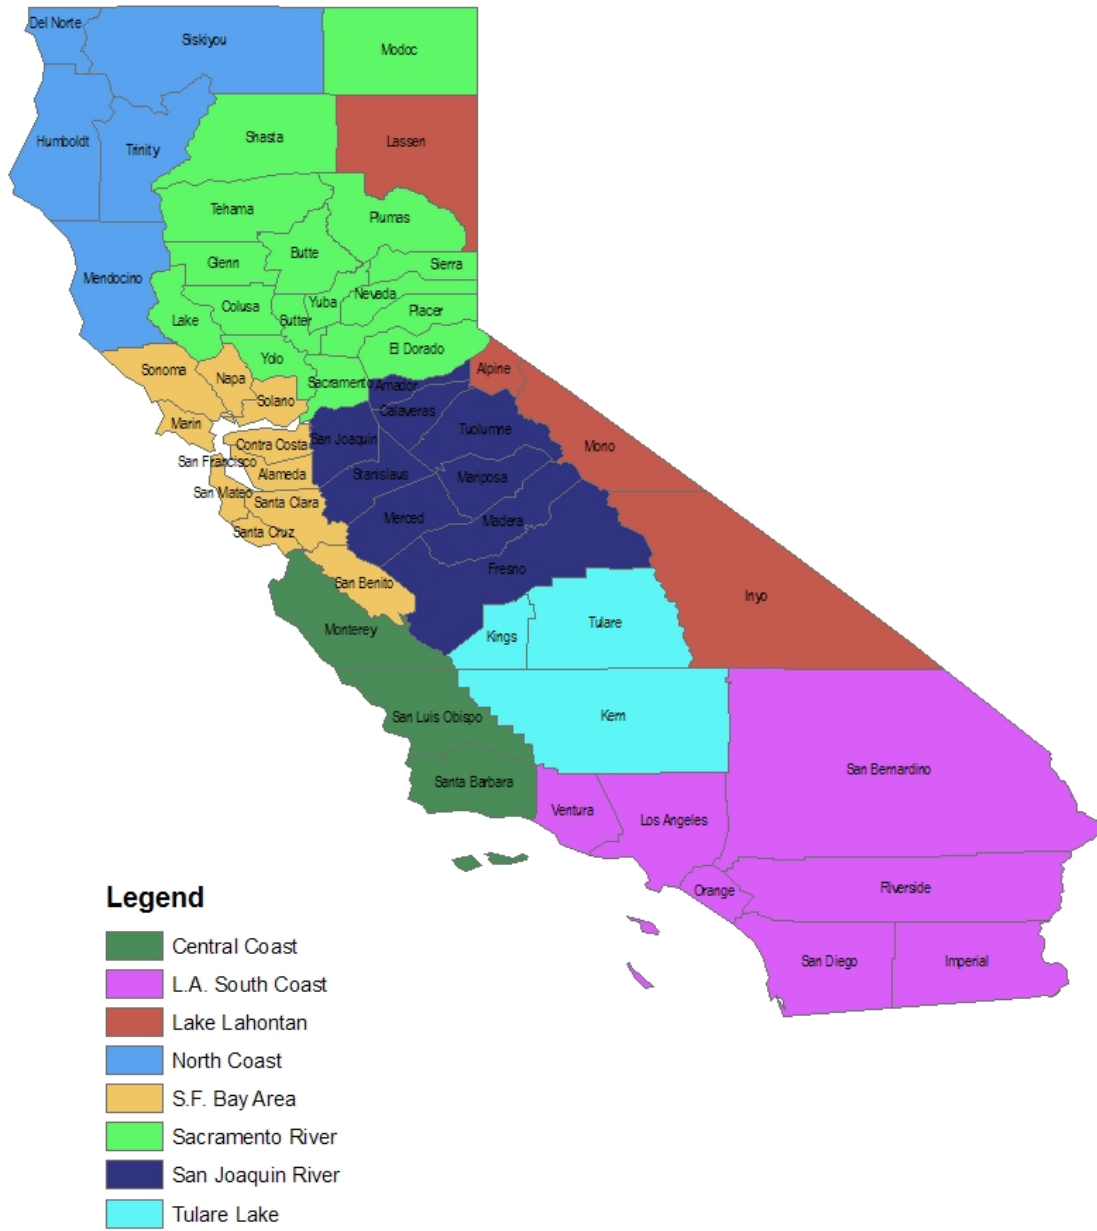 Del Norte
Siskiyou
Modoc
Humboldt
Trinity
Shasta
Lassen
Tehama
Plumas
Mendocino
Glenn
Butte
Sierra
Lake
Colusa
Sutter
Yuba
Nevada
Placer
Yolo
El Dorado
Sonoma
Napa
Solano
Sacramento
Amador
Alpine
Marin
Calaveras
Contra Costa
San Joaquin
Tuolumne
Mono
San Francisco
Alameda
Stanislaus
Mariposa
San Mateo
Santa Clara
Merced
Madera
Santa Cruz
San Benito
Fresno
Inyo
Monterey
Kings
Tulare
San Luis Obispo
Kern
Santa Barbara
Ventura
Los Angeles
San Bernardino
Orange
Riverside
San Diego
Imperial
Legend
Central Coast
L.A. South Coast
Lake Lahontan
North Coast
S.F. Bay Area
Sacramento River
San Joaquin River
Tulare Lake